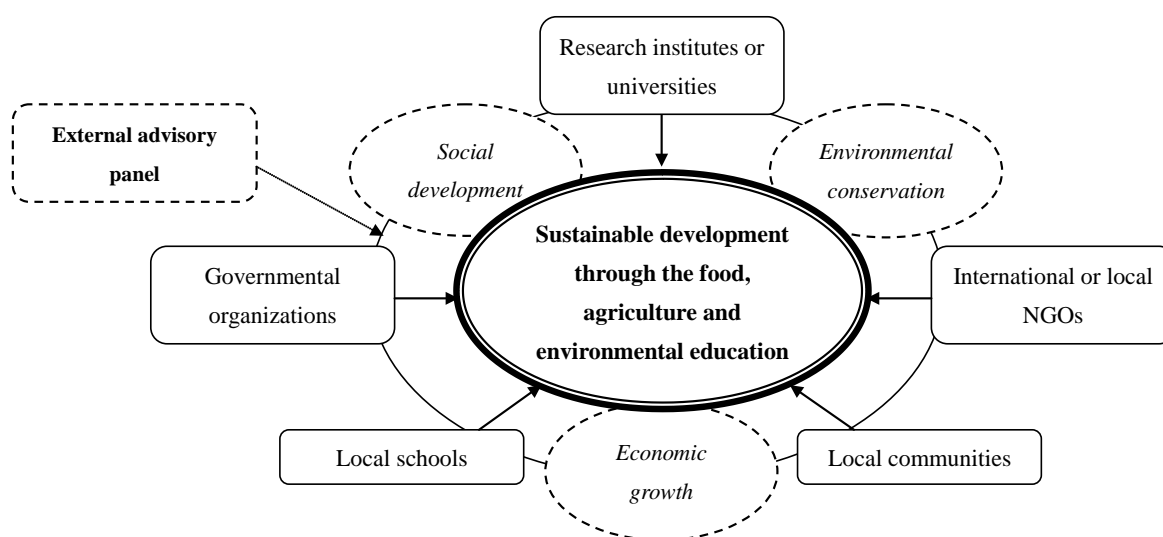 Research institutes or
universities
External advisory
panel
Social
development
Environmental
conservation
Sustainable development
through the food,
agriculture and
environmental education
Governmental
organizations
International or local
NGOs
Local schools
Economic
growth
Local communities